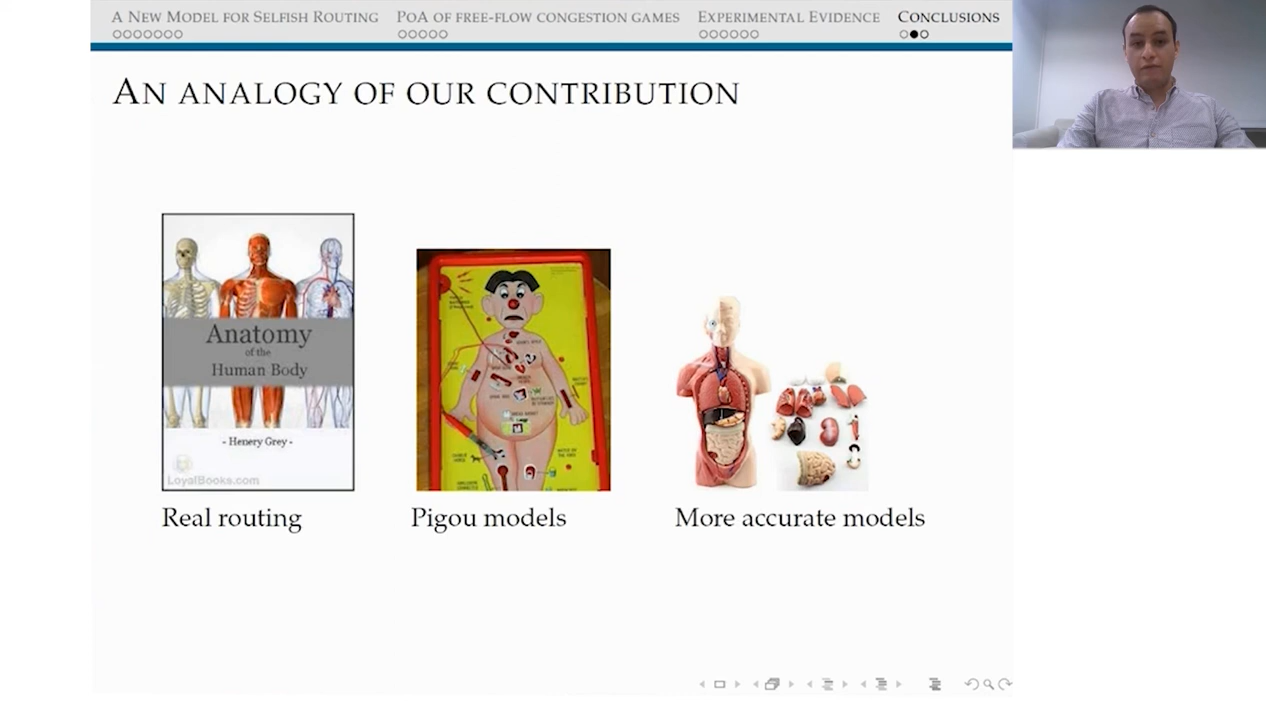 A New Model for Selfish Routing PoA of free-flow congestion games Experimental Evidence Conclusions
An analogy of our contribution
Anatomy
of the
Human Body
- Henery Grey -
LoyalBooks.com
Real routing Pigou models More accurate models